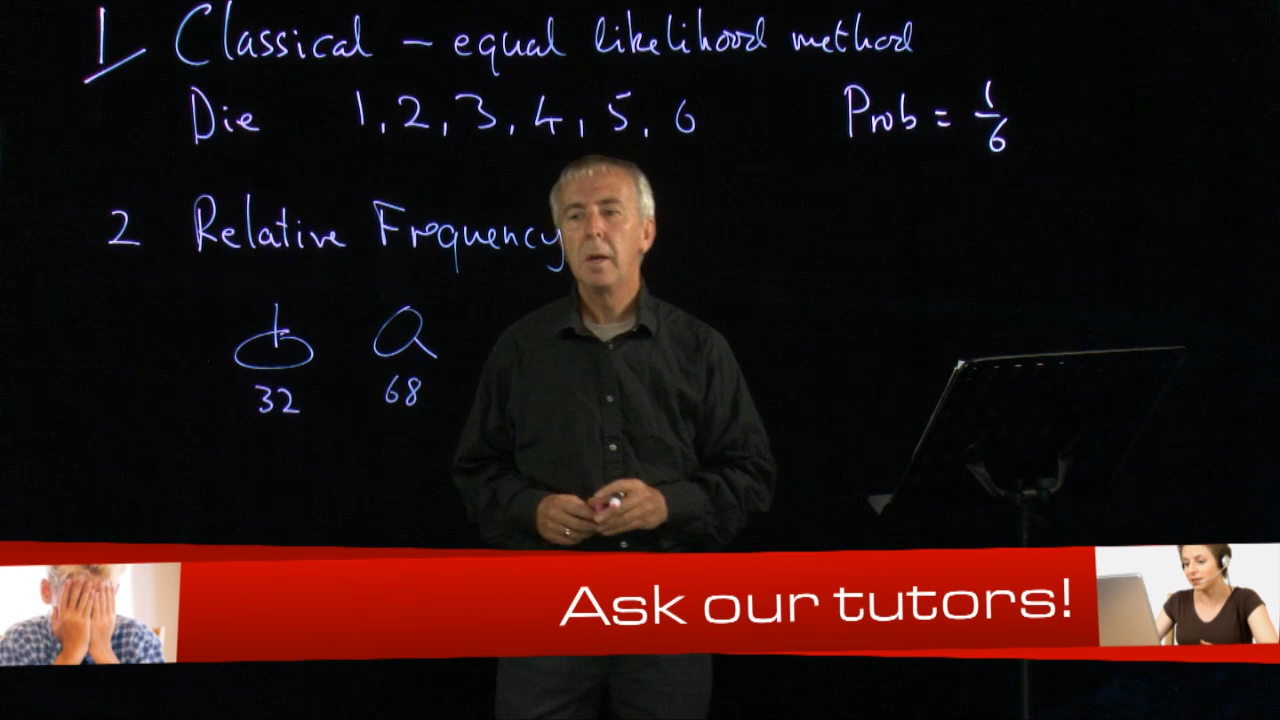 1 Classical – equal likelihood method
Die 1, 2, 3, 4, 5, 6 Prob = 1/6
2 Relative Frequency
32 68
Ask our tutors!